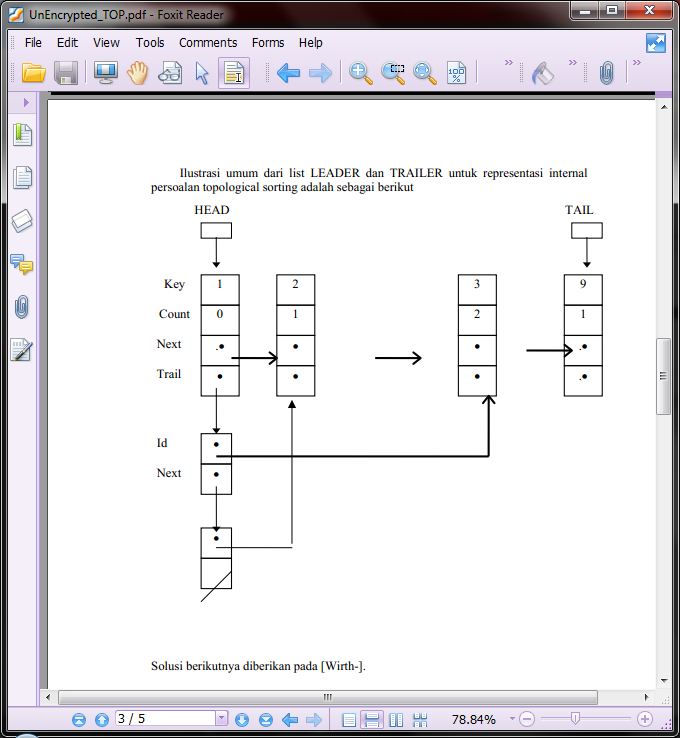 UnEncrypted_TOP.pdf - Foxit Reader
File Edit View Tools Comments Forms Help
Ilustrasi umum dari list LEADER dan TRAILER untuk representasi internal
persoalan topological sorting adalah sebagai berikut
HEAD TAIL
Key 1 2 3 9
Count 0 1 2 1
Next
Trail
Id
Next
Solusi berikutnya diberikan pada [Wirth-].
3 / 5 78.84%